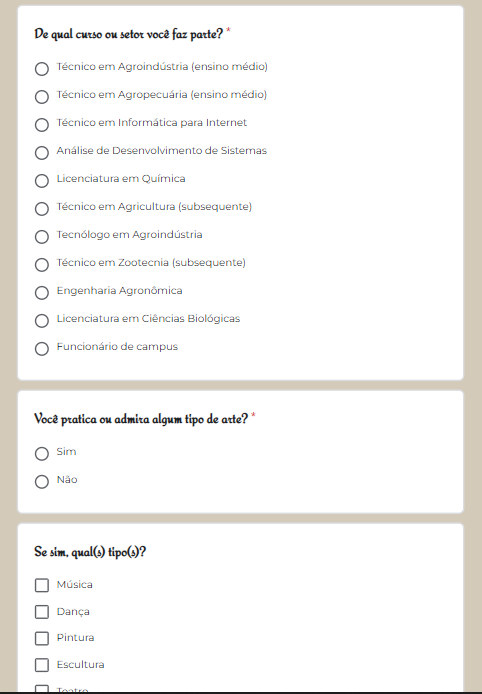 De qual curso ou setor você faz parte? *
Técnico em Agroindústria (ensino médio)
Técnico em Agropecuária (ensino médio)
Técnico em Informática para Internet
Análise de Desenvolvimento de Sistemas
Licenciatura em Química
Técnico em Agricultura (subsequente)
Tecnólogo em Agroindústria
Técnico em Zootecnia (subsequente)
Engenharia Agronômica
Licenciatura em Ciências Biológicas
Funcionário de campus
Você pratica ou admira algum tipo de arte? *
Sim
Não
Se sim, qual(s) tipo(s)?
Música
Dança
Pintura
Escultura
Teatro